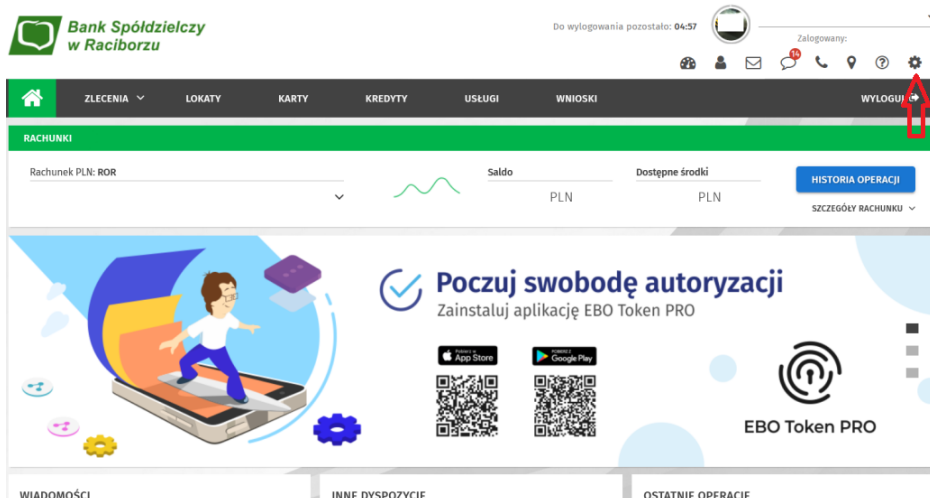 Bank Spółdzielczy
w Raciborzu
Do wylogowania pozostało: 04:57
Zalogowany:
14
ZLECENIA
LOKATY
KARTY
KREDYTY
USŁUGI
WNIOSKI
WYLOGUJ
RACHUNKI
Rachunek PLN: ROR
Saldo
Dostępne środki
PLN
PLN
HISTORIA OPERACJI
SZCZEGÓŁY RACHUNKU
Poczuj swobodę autoryzacji
Zainstaluj aplikację EBO Token PRO
App Store
Google Play
EBO Token PRO
WIADOMOŚCI
INNE DYSPOZYCJE
OSTATNIE OPERACJE